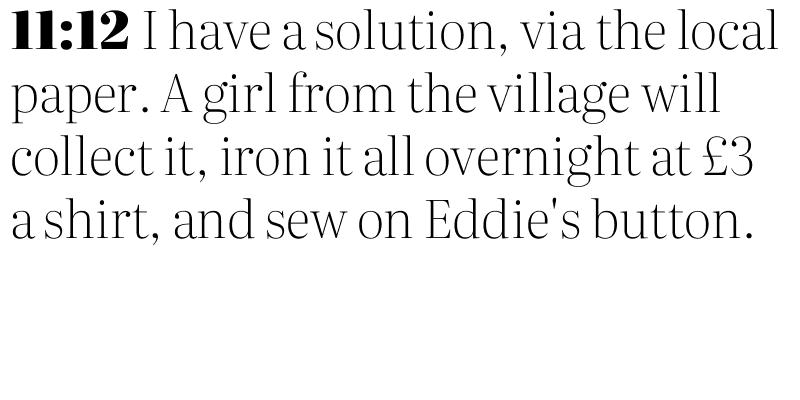 11:12 I have a solution, via the local
paper. A girl from the village will
collect it, iron it all overnight at £3
a shirt, and sew on Eddie's button.